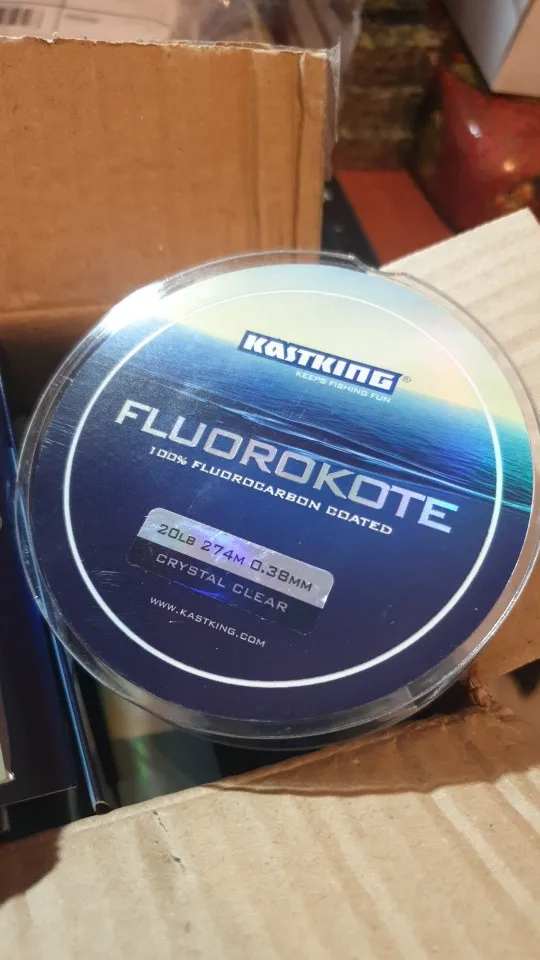 KASTKING®
KEEPS FISHING FUN
FLUOROKOTE
100% FLUOROCARBON COATED
20LB 274M 0.38MM
CRYSTAL CLEAR
WWW.KASTKING.COM